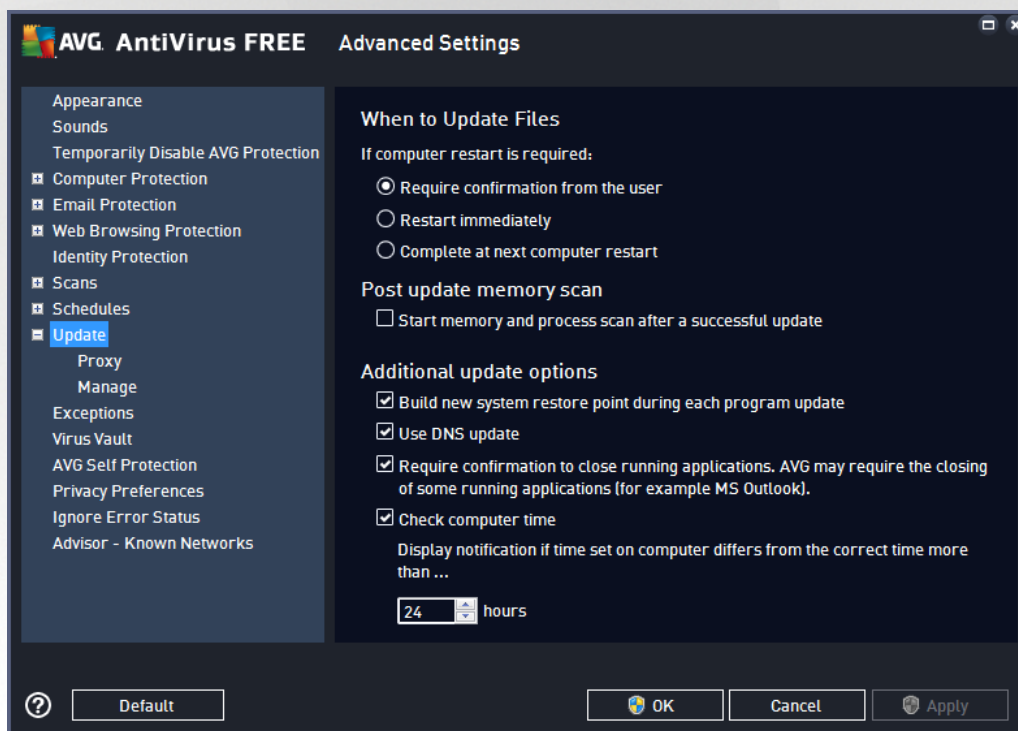 AVG. AntiVirus FREE Advanced Settings
Appearance
Sounds
Temporarily Disable AVG Protection
Computer Protection
Email Protection
Web Browsing Protection
Identity Protection
Scans
Schedules
Update
Proxy
Manage
Exceptions
Virus Vault
AVG Self Protection
Privacy Preferences
Ignore Error Status
Advisor - Known Networks
When to Update Files
If computer restart is required:
Require confirmation from the user
Restart immediately
Complete at next computer restart
Post update memory scan
Start memory and process scan after a successful update
Additional update options
Build new system restore point during each program update
Use DNS update
Require confirmation to close running applications. AVG may require the closing
of some running applications (for example MS Outlook).
Check computer time
Display notification if time set on computer differs from the correct time more
than ...
24 hours
? Default OK Cancel Apply